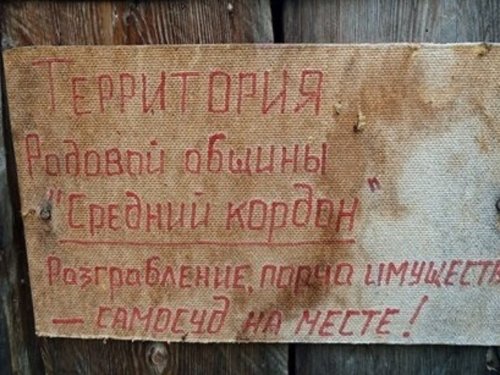 Территория
Родовой общины
"Средний кордон"
Разграбление, порча имуществ
— самосуд на месте!